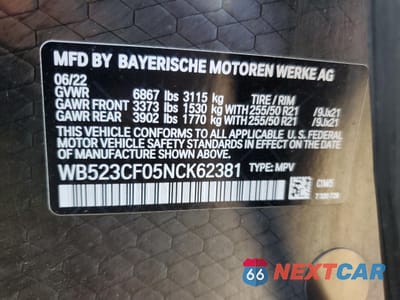 MFD BY BAYERISCHE MOTOREN WERKE AG
06/22
GVWR 6867 lbs 3115 kg TIRE / RIM
GAWR FRONT 3373 lbs 1530 kg WITH 255/50 R21 / 9Jx21
GAWR REAR 3902 lbs 1770 kg WITH 255/50 R21 / 9Jx21
THIS VEHICLE CONFORMS TO ALL APPLICABLE U. S. FEDERAL
MOTOR VEHICLE SAFETY AND THEFT PREVENTION STANDARDS
IN EFFECT ON THE DATE OF MANUFACTURE SHOWN ABOVE.
WB523CF05NCK62381 TYPE: MPV
66 NEXTCAR